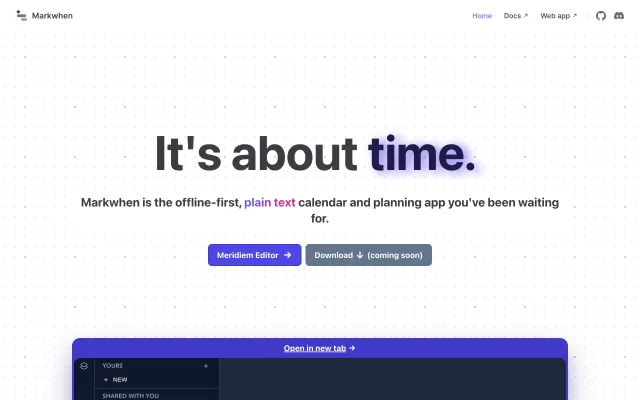 Markwhen
Home
Docs ↗
Web app ↗
It's about time.
Markwhen is the offline-first, plain text calendar and planning app you've been waiting
for.
Meridiem Editor →
Download ↓ (coming soon)
Open in new tab →
YOURS +
+ NEW
SHARED WITH YOU